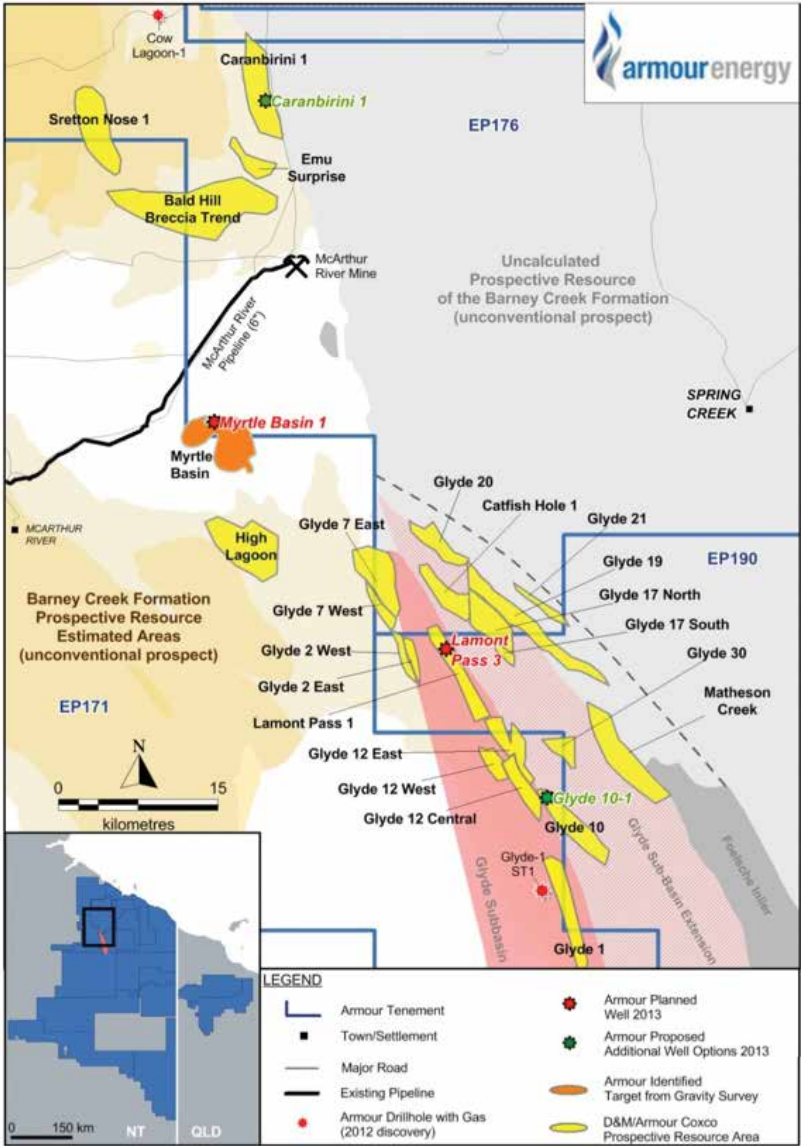 armourenergy
Cow
Lagoon-1
Caranbirini 1
Caranbirini 1
EP176
Sretton Nose 1
Emu
Surprise
Bald Hill
Breccia Trend
McArthur
River Mine
McArthur River
Pipeline (6")
Uncalculated
Prospective Resource
of the Barney Creek Formation
(unconventional prospect)
SPRING
CREEK
Myrtle Basin 1
Myrtle
Basin
MCARTHUR
RIVER
High
Lagoon
Glyde 20
Catfish Hole 1
Glyde 7 East
Glyde 21
Glyde 19
EP190
Glyde 17 North
Glyde 7 West
Glyde 17 South
Barney Creek Formation
Prospective Resource
Estimated Areas
(unconventional prospect)
Lamont
Pass 3
Glyde 2 West
Glyde 30
Glyde 2 East
Matheson
Creek
EP171
Lamont Pass 1
N
Glyde 12 East
Glyde 12 West
Glyde 10-1
Glyde 12 Central
Glyde 10
0 15
kilometres
Glyde-1
ST1
Glyde Subbasin
Glyde Sub-Basin Extension
Foelsche Inlier
Glyde 1
0 150 km
NT
QLD
LEGEND
Armour Tenement
Town/Settlement
Major Road
Existing Pipeline
Armour Drillhole with Gas
(2012 discovery)
Armour Planned
Well 2013
Armour Proposed
Additional Well Options 2013
Armour Identified
Target from Gravity Survey
D&M/Armour Coxco
Prospective Resource Area